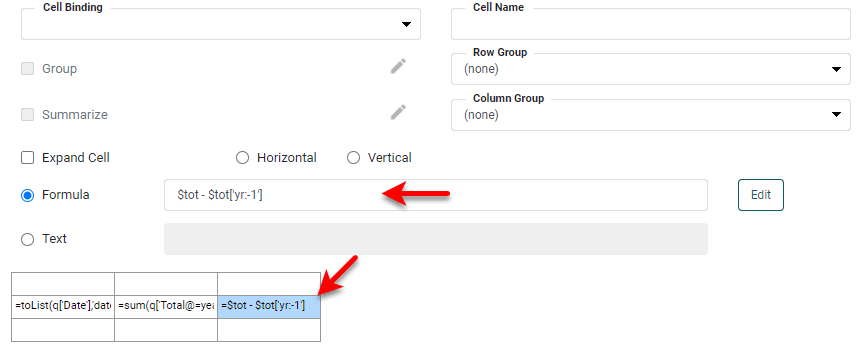 Cell Binding
Cell Name
Group
Row Group
(none)
Summarize
Column Group
(none)
Expand Cell
Horizontal
Vertical
Formula
$tot - $tot['yr:-1']
Edit
Text
=toList(q['Date'],'date
=sum(q['Total@=yea
=$tot - $tot['yr:-1']